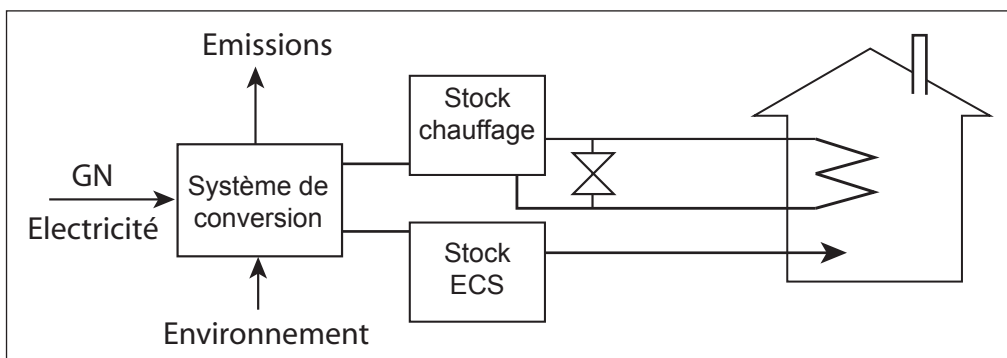 Emissions
GN
Electricité
Système de
conversion
Environnement
Stock
chauffage
Stock
ECS